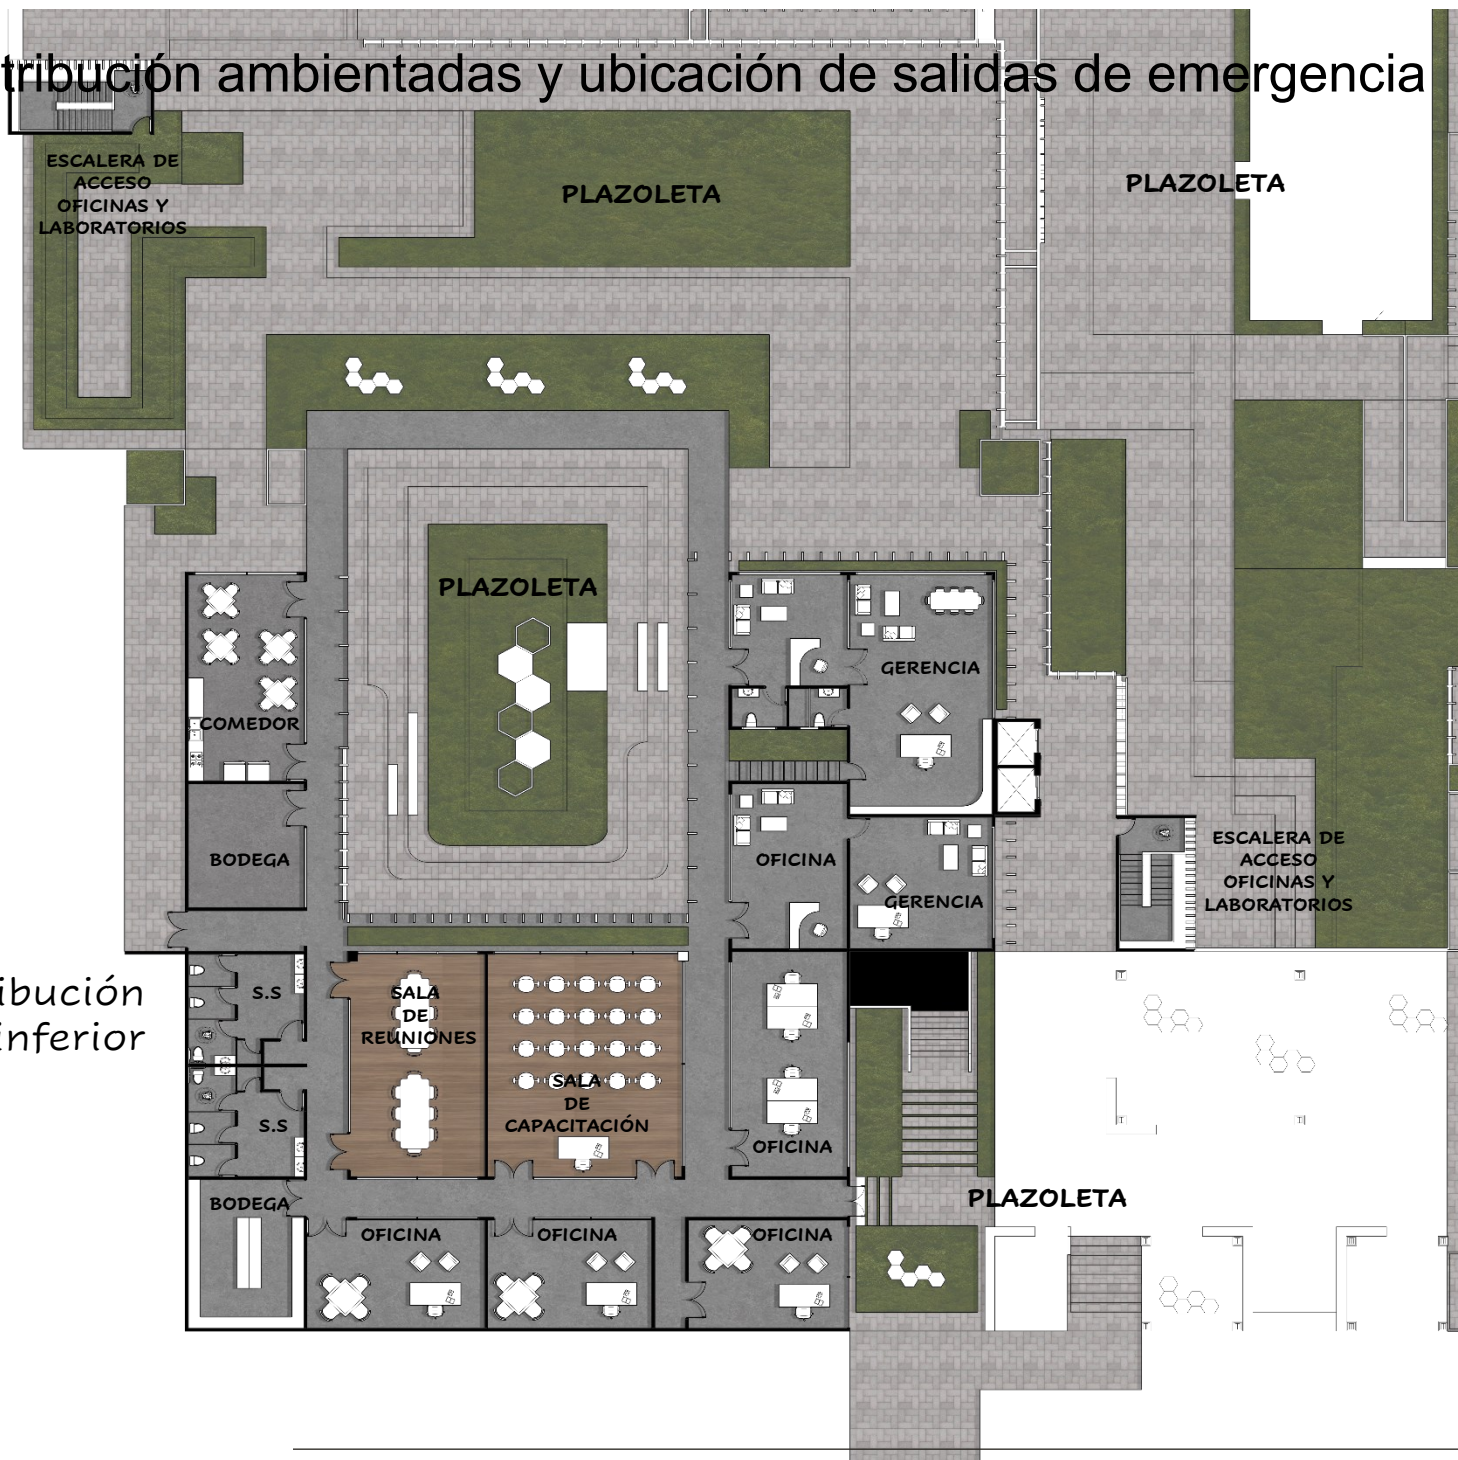 tribución ambientadas y ubicación de salidas de emergencia
ESCALERA DE
ACCESO
OFICINAS Y
LABORATORIOS
PLAZOLETA
PLAZOLETA
PLAZOLETA
GERENCIA
COMEDOR
BODEGA
OFICINA
GERENCIA
ESCALERA DE
ACCESO
OFICINAS Y
LABORATORIOS
ibución
inferior
S.S
SALA
DE
REUNIONES
SALA
DE
CAPACITACIÓN
S.S
OFICINA
BODEGA
PLAZOLETA
OFICINA
OFICINA
OFICINA